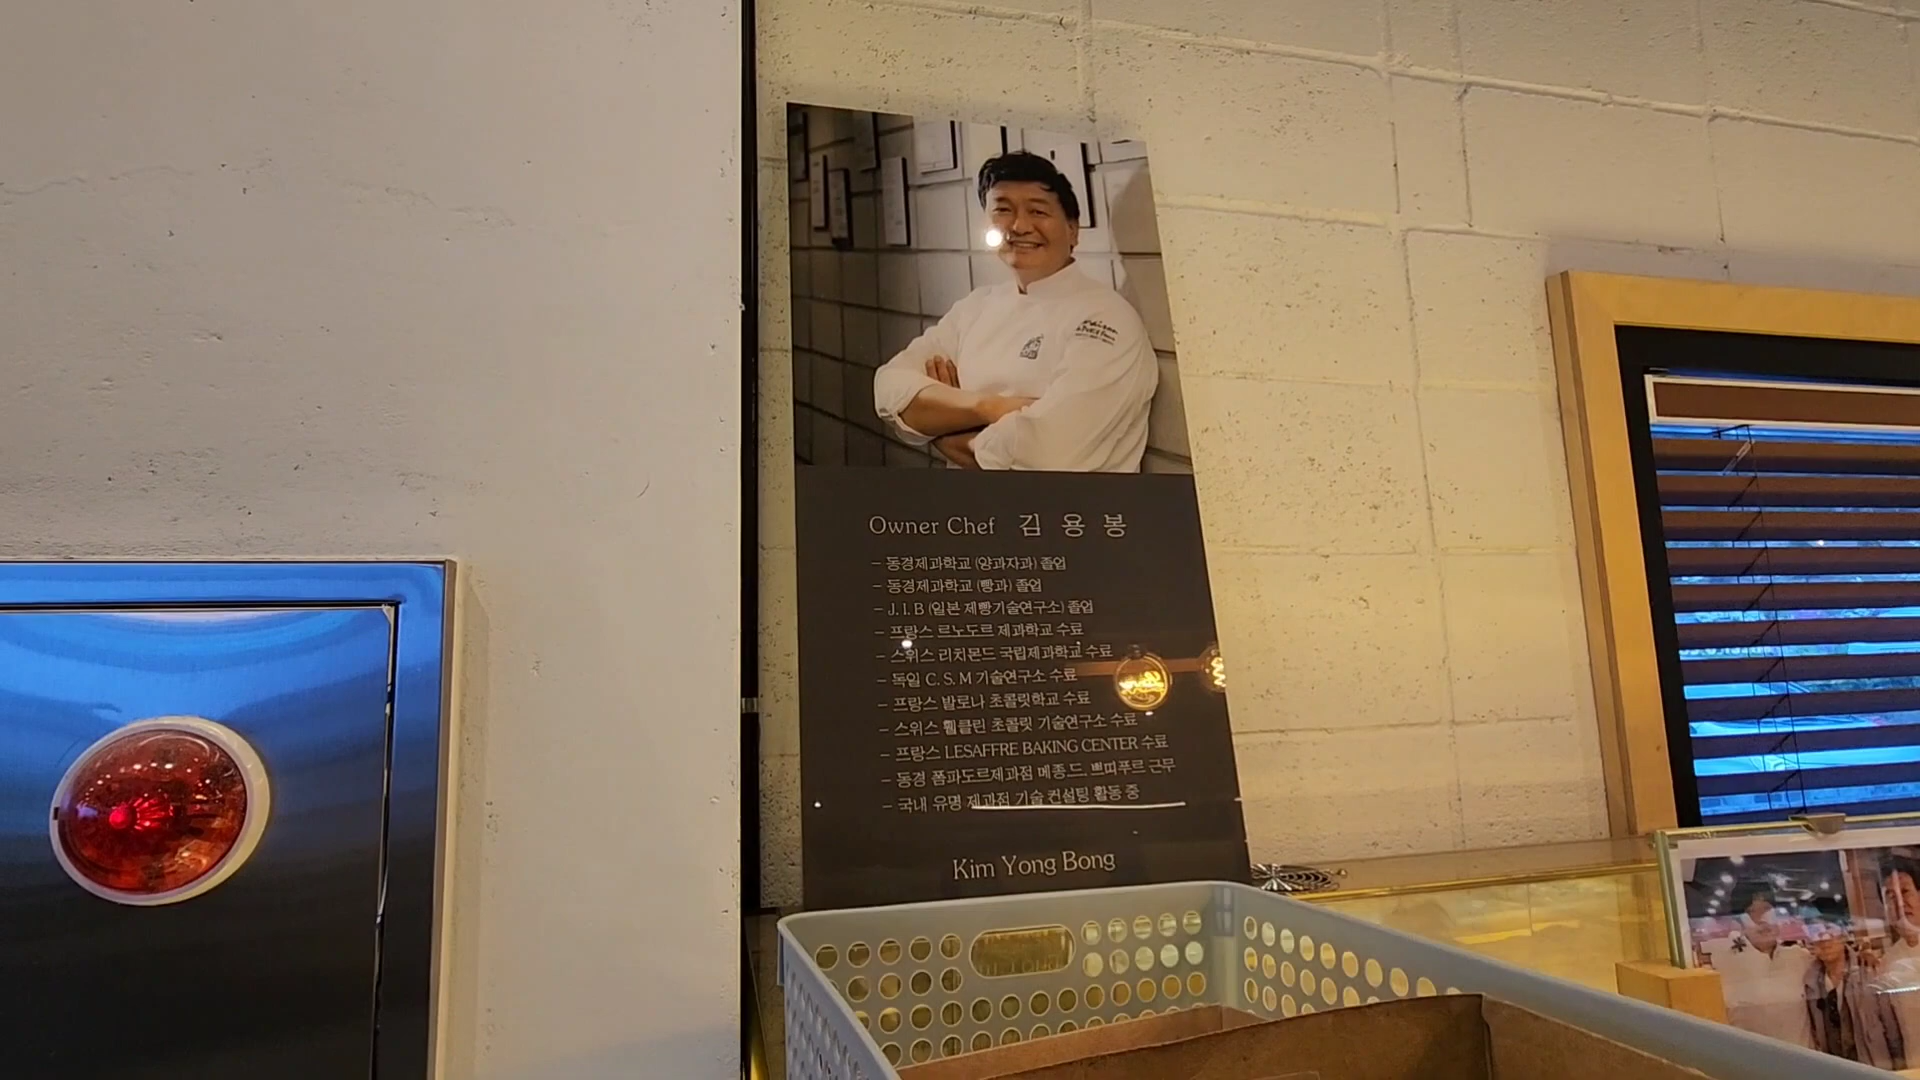 Owner Chef 김 용 봉
- 동경제과학교 (양과자과) 졸업
- 동경제과학교 (빵과) 졸업
- J. I. B (일본 제빵기술연구소) 졸업
- 프랑스 르노도르 제과학교 수료
- 스위스 리치몬드 국립제과학교 수료
- 독일 C. S. M 기술연구소 수료
- 프랑스 발로나 초콜릿학교 수료
- 스위스 휄클린 초콜릿 기술연구소 수료
- 프랑스 LESAFFRE BAKING CENTER 수료
- 동경 폼파도르제과점 메종 드. 쁘띠푸르 근무
- 국내 유명 제과점 기술 컨설팅 활동 중
Kim Yong Bong